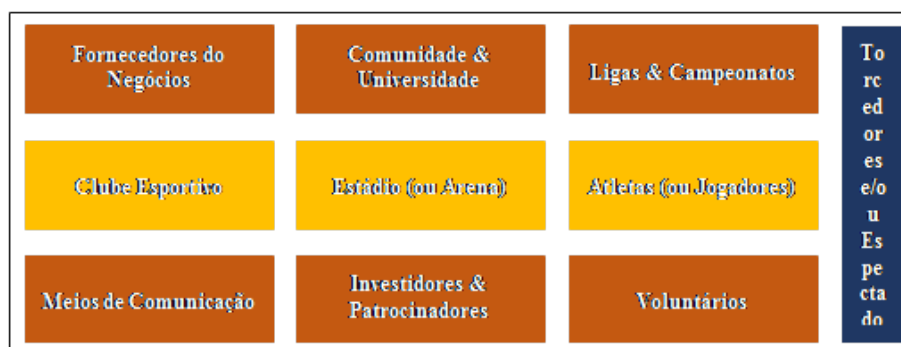 Fornecedores do
Negócios
Comunidade &
Universidade
Ligas & Campeonatos
Clube Esportivo
Estádio (ou Arena)
Atletas (ou Jogadores)
Meios de Comunicação
Investidores &
Patrocinadores
Voluntários
To
rc
ed
or
es
e/o
u
Es
pe
cta
do